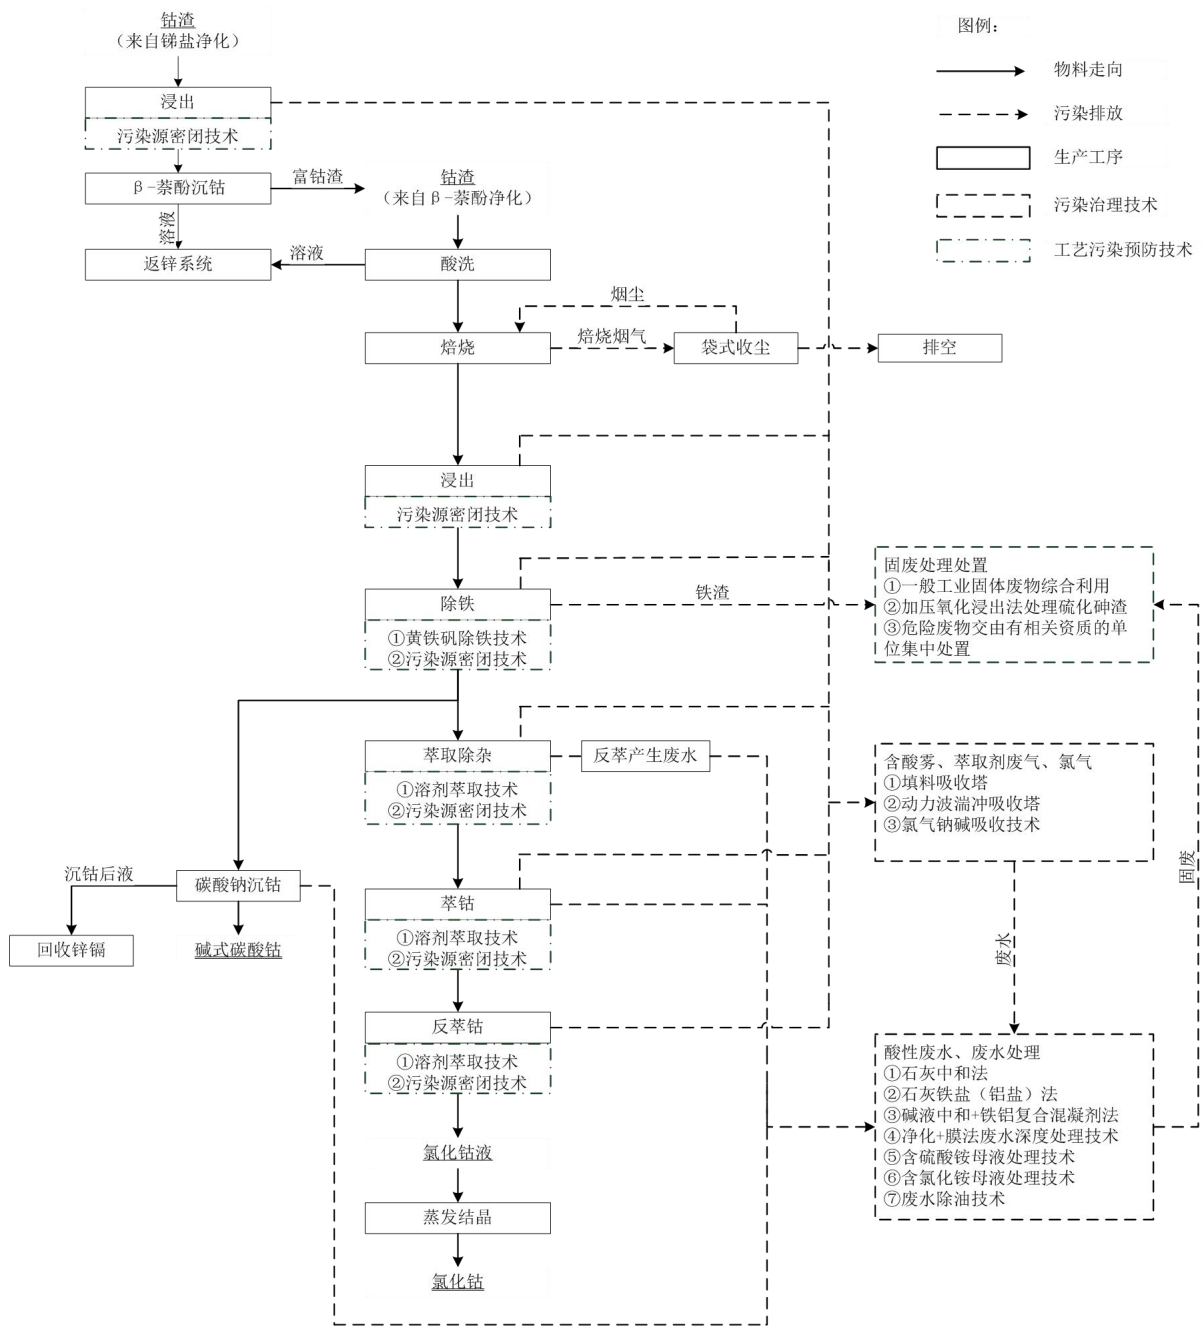 钴渣
（来自锑盐净化）
浸出
污染源密闭技术
β-萘酚沉钴
富钴渣
钴渣
（来自β-萘酚净化）
溶液
返锌系统
溶液
酸洗
烟尘
焙烧
焙烧烟气
袋式收尘
排空
浸出
污染源密闭技术
除铁
①黄铁矾除铁技术
②污染源密闭技术
铁渣
固废处理处置
①一般工业固体废物综合利用
②加压氧化浸出法处理硫化砷渣
③危险废物交由有相关资质的单
位集中处置
萃取除杂
①溶剂萃取技术
②污染源密闭技术
反萃产生废水
含酸雾、萃取剂废气、氯气
①填料吸收塔
②动力波湍冲吸收塔
③氯气钠碱吸收技术
沉钴后液
碳酸钠沉钴
回收锌镉
碱式碳酸钴
萃钴
①溶剂萃取技术
②污染源密闭技术
废水
固废
反萃钴
①溶剂萃取技术
②污染源密闭技术
酸性废水、废水处理
①石灰中和法
②石灰铁盐（铝盐）法
③碱液中和+铁铝复合混凝剂法
④净化+膜法废水深度处理技术
⑤含硫酸铵母液处理技术
⑥含氯化铵母液处理技术
⑦废水除油技术
氯化钴液
蒸发结晶
氯化钴
图例：
物料走向
污染排放
生产工序
污染治理技术
工艺污染预防技术